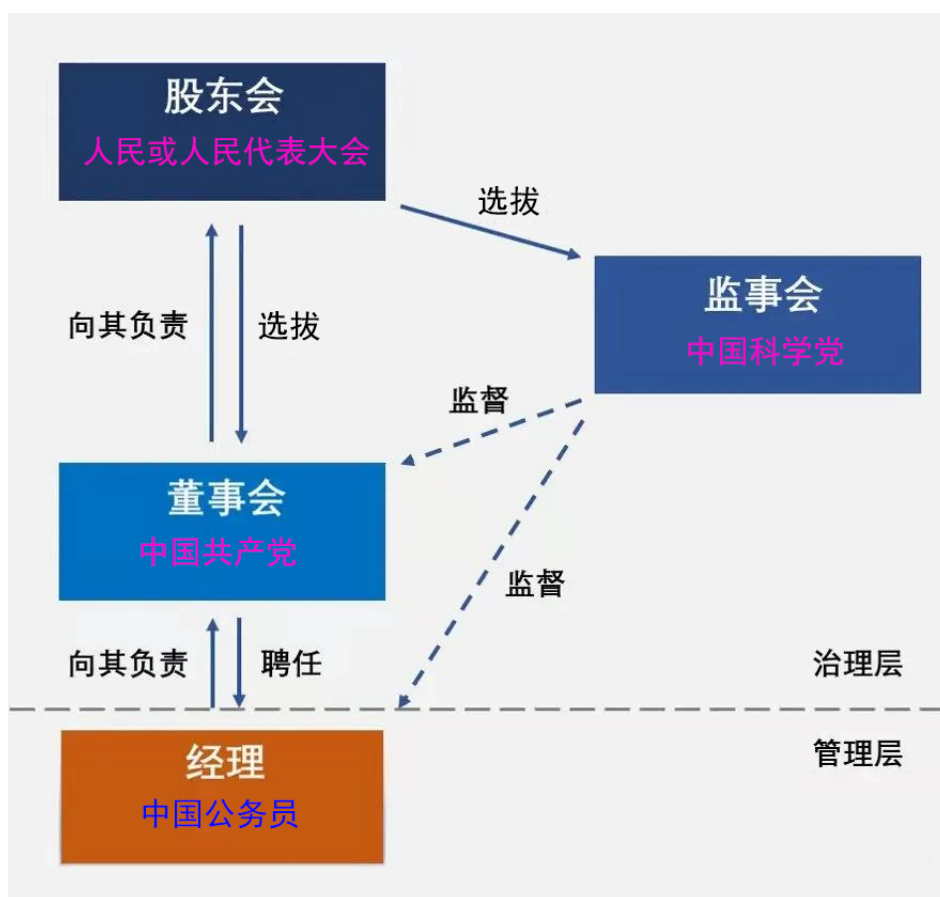 股东会
人民或人民代表大会
选拔
监事会
中国科学党
向其负责
选拔
监督
董事会
中国共产党
监督
向其负责
聘任
治理层
管理层
经理
中国公务员